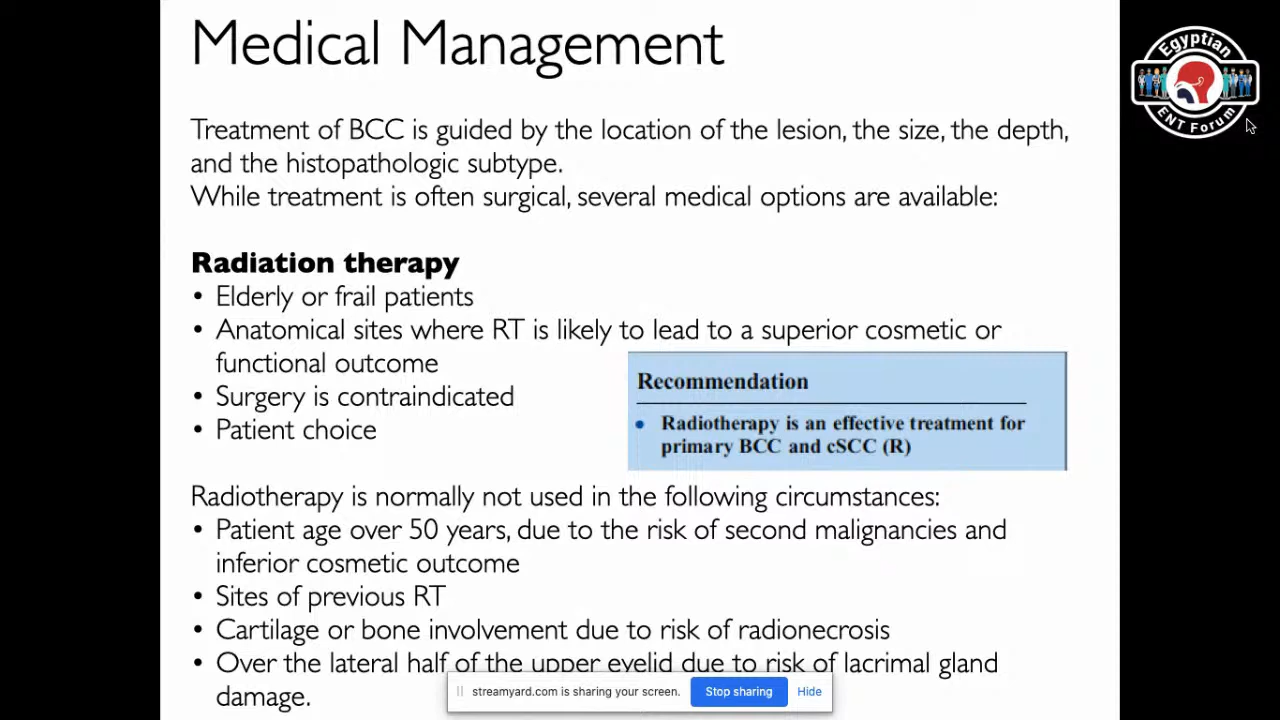 Medical Management
Egyptian
ENT Forum
Treatment of BCC is guided by the location of the lesion, the size, the depth,
and the histopathologic subtype.
While treatment is often surgical, several medical options are available:
Radiation therapy
• Elderly or frail patients
• Anatomical sites where RT is likely to lead to a superior cosmetic or
functional outcome
• Surgery is contraindicated
• Patient choice
Recommendation
• Radiotherapy is an effective treatment for
primary BCC and cSCC (R)
Radiotherapy is normally not used in the following circumstances:
• Patient age over 50 years, due to the risk of second malignancies and
inferior cosmetic outcome
• Sites of previous RT
• Cartilage or bone involvement due to risk of radionecrosis
• Over the lateral half of the upper eyelid due to risk of lacrimal gland
damage.
streamyard.com is sharing your screen. Stop sharing Hide